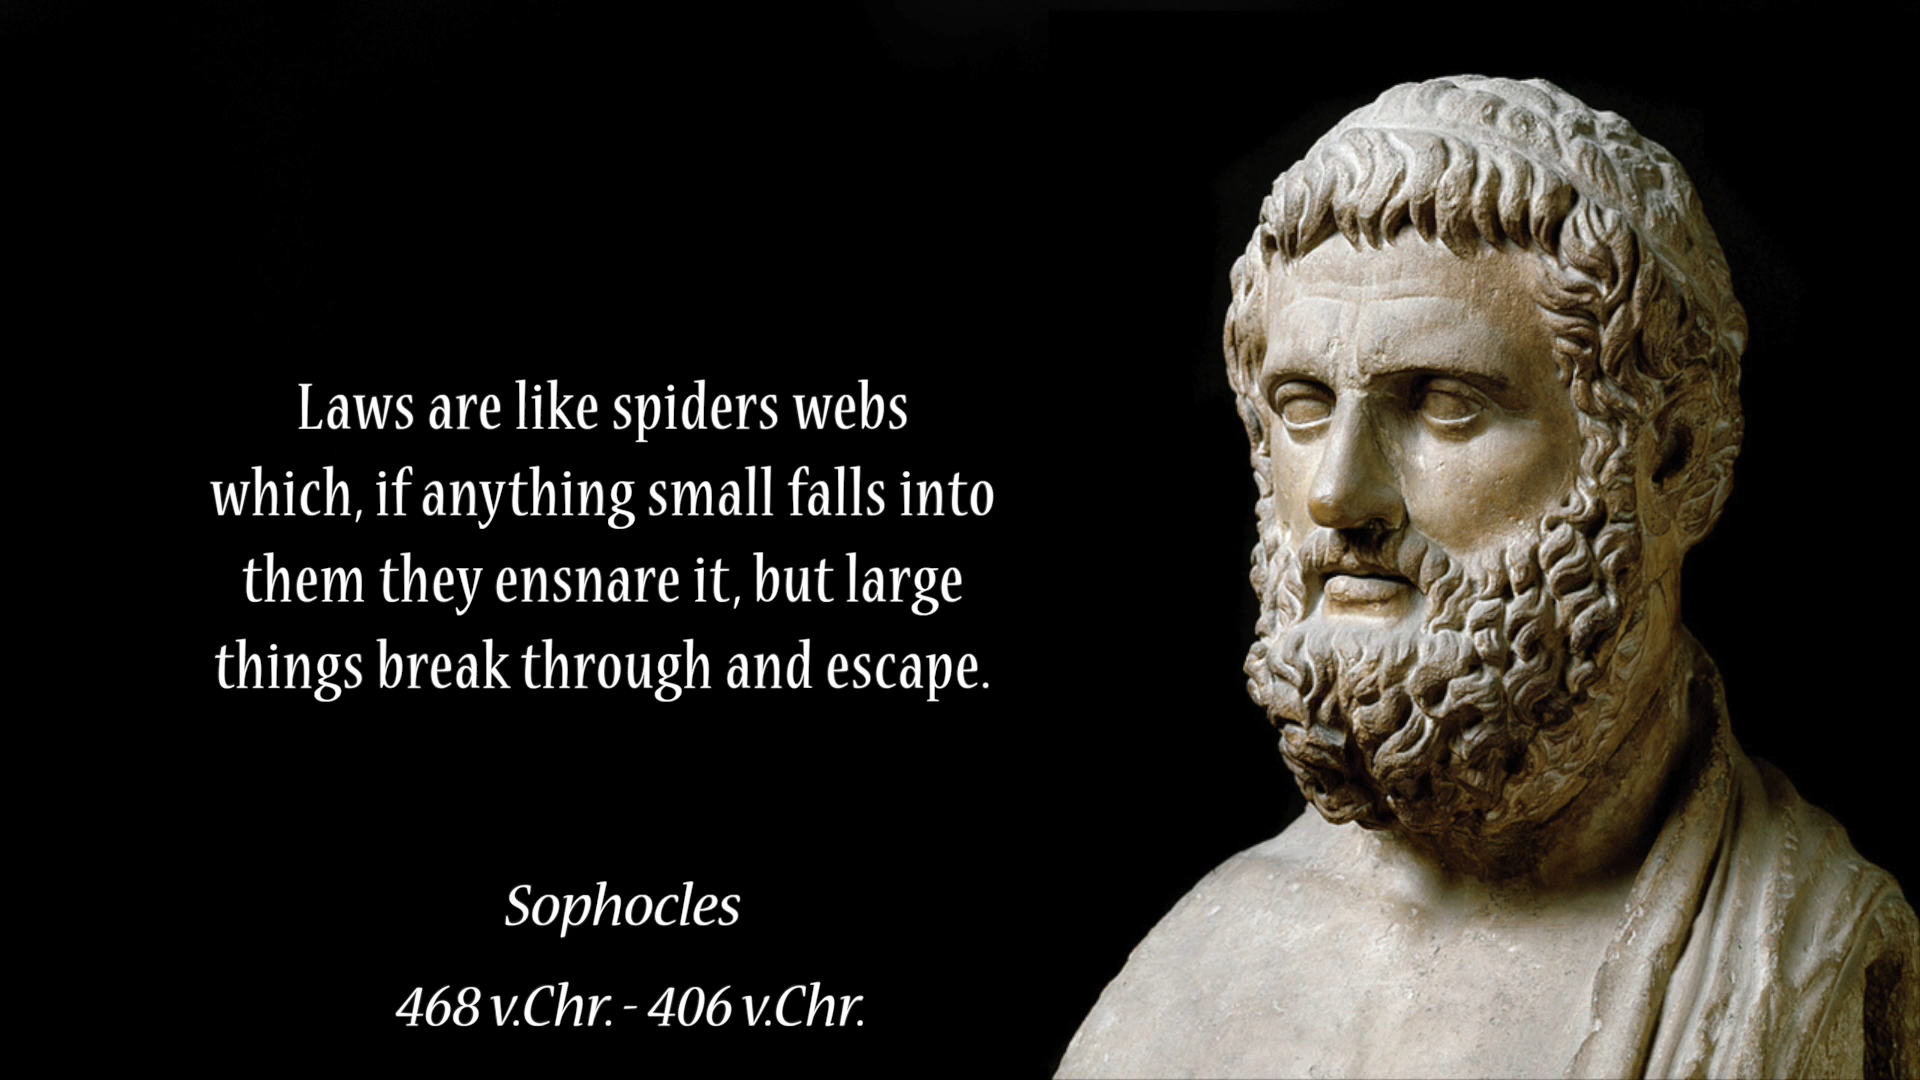 Laws are like spiders webs
which, if anything small falls into
them they ensnare it, but large
things break through and escape.
Sophocles
468 v.Chr. - 406 v.Chr.